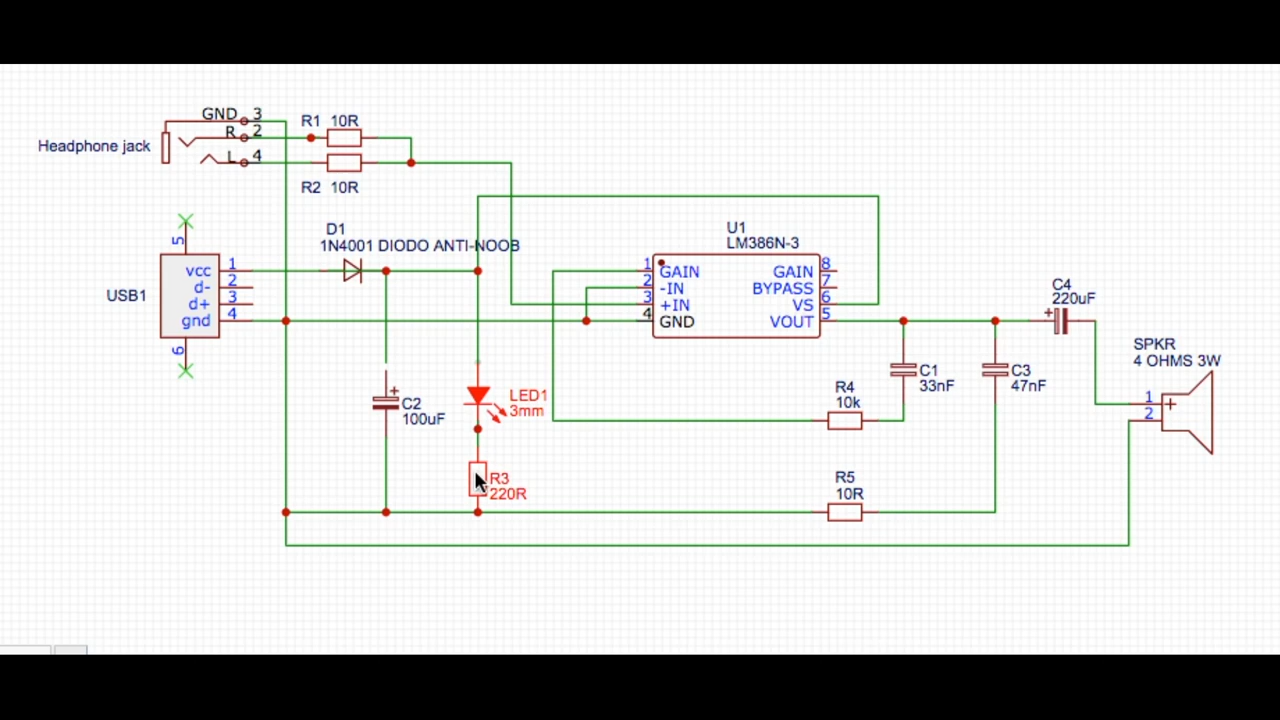 GND 3
R 2
L 4
Headphone jack
R1 10R
R2 10R
D1
1N4001 DIODO ANTI-NOOB
5
vcc 1
d- 2
d+ 3
gnd 4
USB1
6
U1
LM386N-3
1 GAIN GAIN 8
2 -IN BYPASS 7
3 +IN VS 6
4 GND VOUT 5
C4
220uF
+
SPKR
4 OHMS 3W
1 +
2
C1
33nF
C3
47nF
R4
10k
LED1
3mm
+
C2
100uF
R3
220R
R5
10R